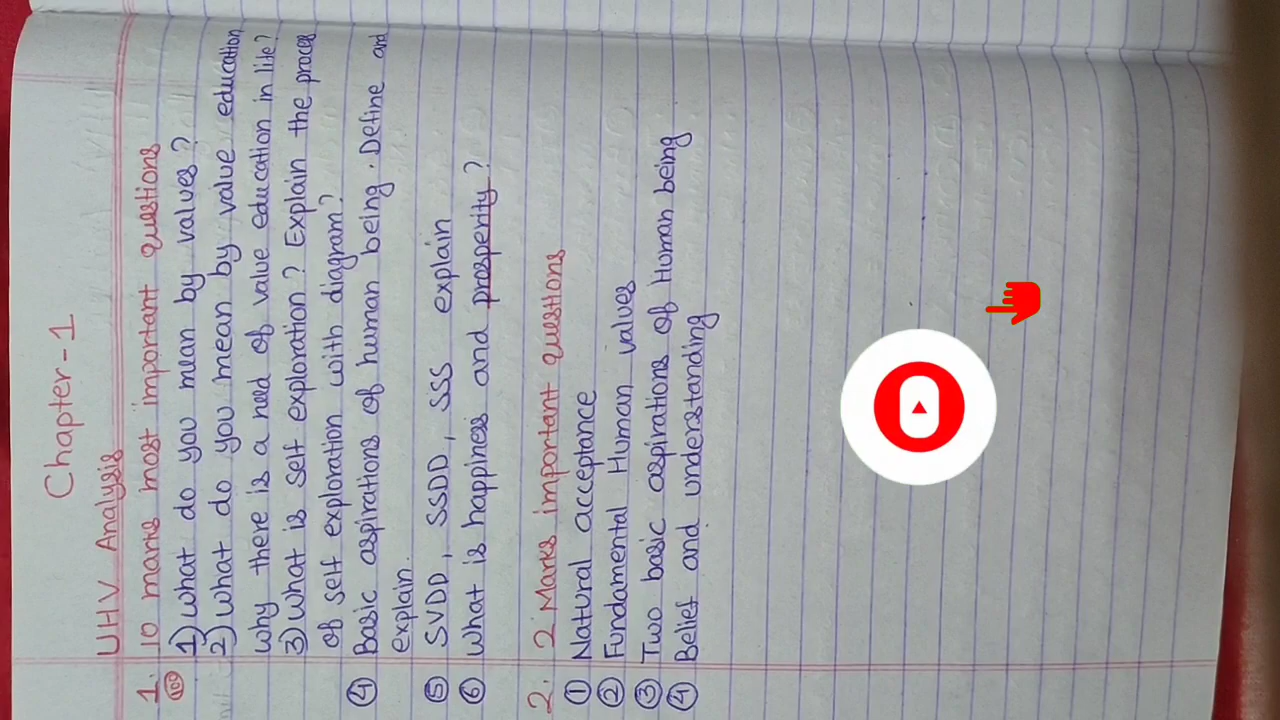 Chapter-1
UHV Analysis
1. 10 marks most important questions
100 1) What do you mean by values?
2) What do you mean by value education
why there is a need of value education in life?
3) What is self exploration? Explain the process
of self exploration with diagram?
4 Basic aspirations of human being. Define and
explain.
5 SVDD, SSDD, SSS explain
6 What is happiness and prosperity?
2. 2 Marks important questions
1 Natural acceptance
2 Fundamental Human values
3 Two basic aspirations of Human being
4 Belief and understanding